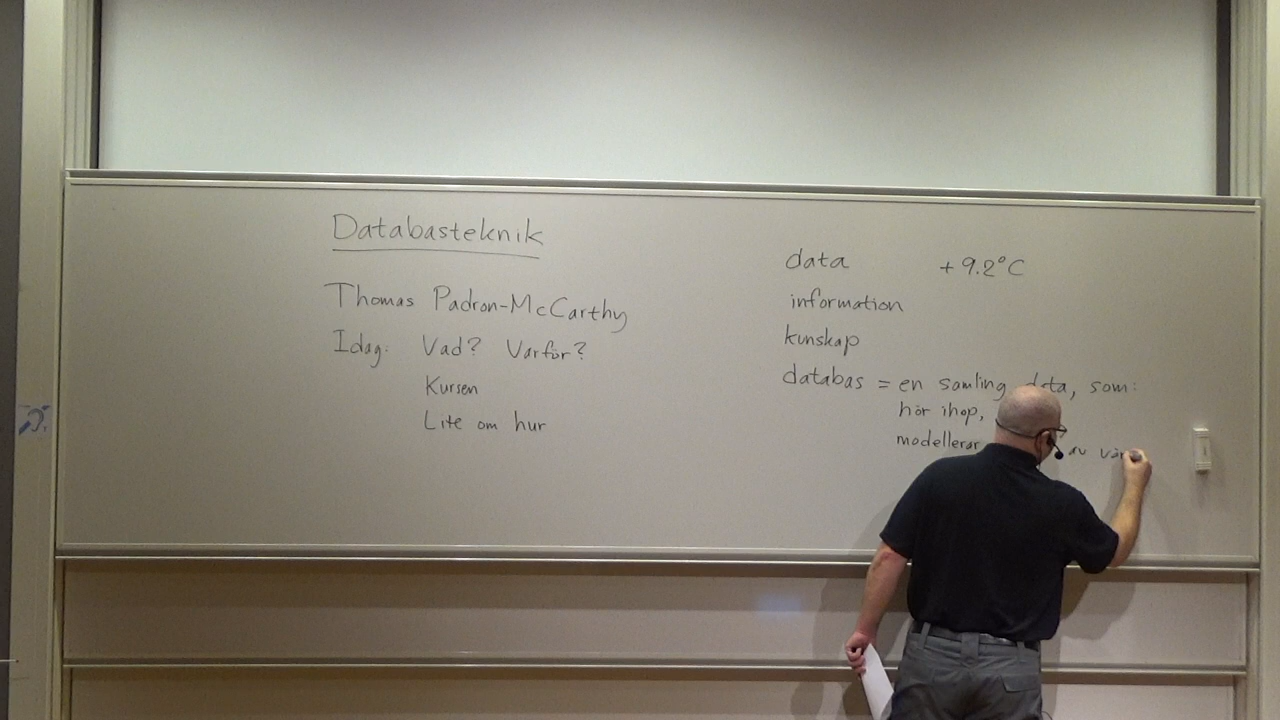 Databasteknik
Thomas Padron-McCarthy
Idag: Vad? Varför?
Kursen
Lite om hur
data +9.2°C
information
kunskap
databas = en samling data, som:
hör ihop,
modellerar av